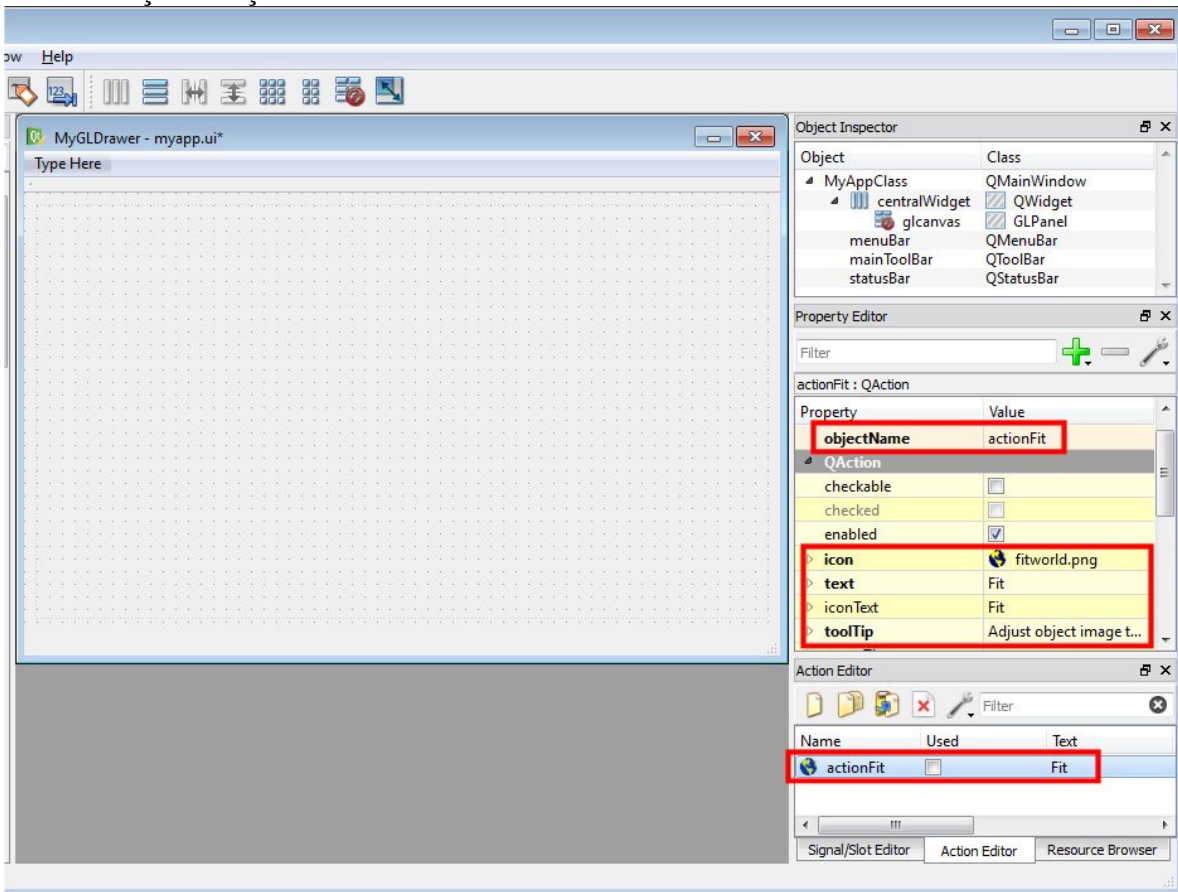 Help
MyGLDrawer - myapp.ui*
Type Here
Object Inspector
Object Class
MyAppClass QMainWindow
centralWidget QWidget
glcanvas GLPanel
menuBar QMenuBar
mainToolBar QToolBar
statusBar QStatusBar
Property Editor
Filter
actionFit : QAction
Property Value
objectName actionFit
QAction
checkable
checked
enabled
icon fitworld.png
text Fit
iconText Fit
toolTip Adjust object image t...
Action Editor
Filter
Name Used Text
actionFit Fit
Signal/Slot Editor Action Editor Resource Browser